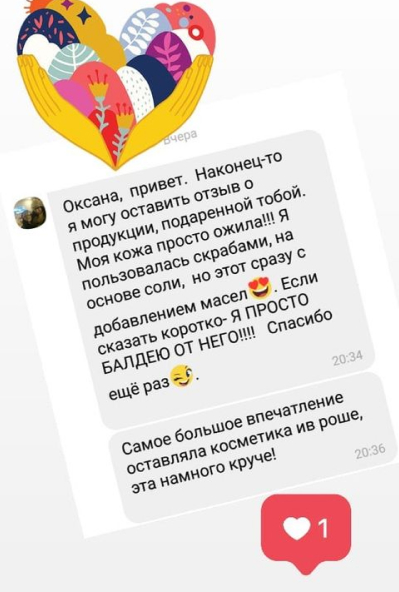 Вчера
Оксана, привет. Наконец-то
я могу оставить отзыв о
продукции, подаренной тобой.
Моя кожа просто ожила!!! Я
пользовалась скрабами, на
основе соли, но этот сразу с
добавлением масел😍. Если
сказать коротко- Я ПРОСТО
БАЛДЕЮ ОТ НЕГО!!!! Спасибо
ещё раз😉.
20:34
Самое большое впечатление
оставляла косметика ив роше,
эта намного круче!
20:36
1